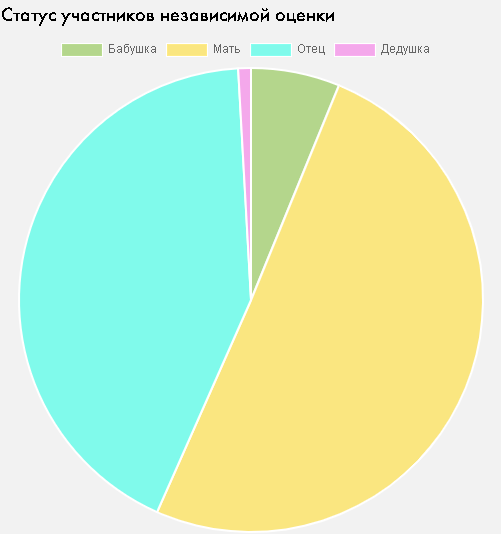 Статус участников независимой оценки
Бабушка Мать Отец Дедушка